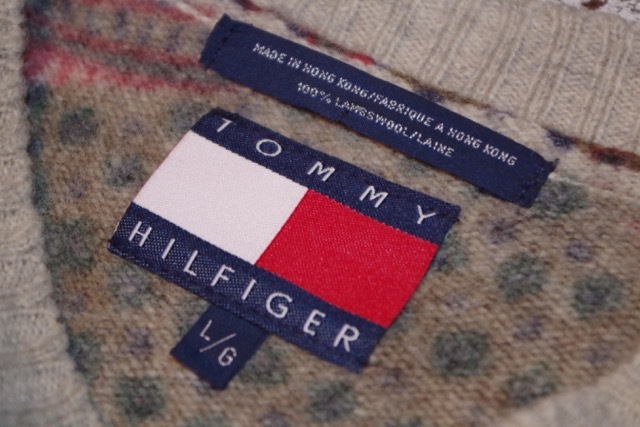 MADE IN HONG KONG/FABRIQUE A HONG KONG
100% LAMBSWOOL/LAINE
TOMMY
HILFIGER
L/G